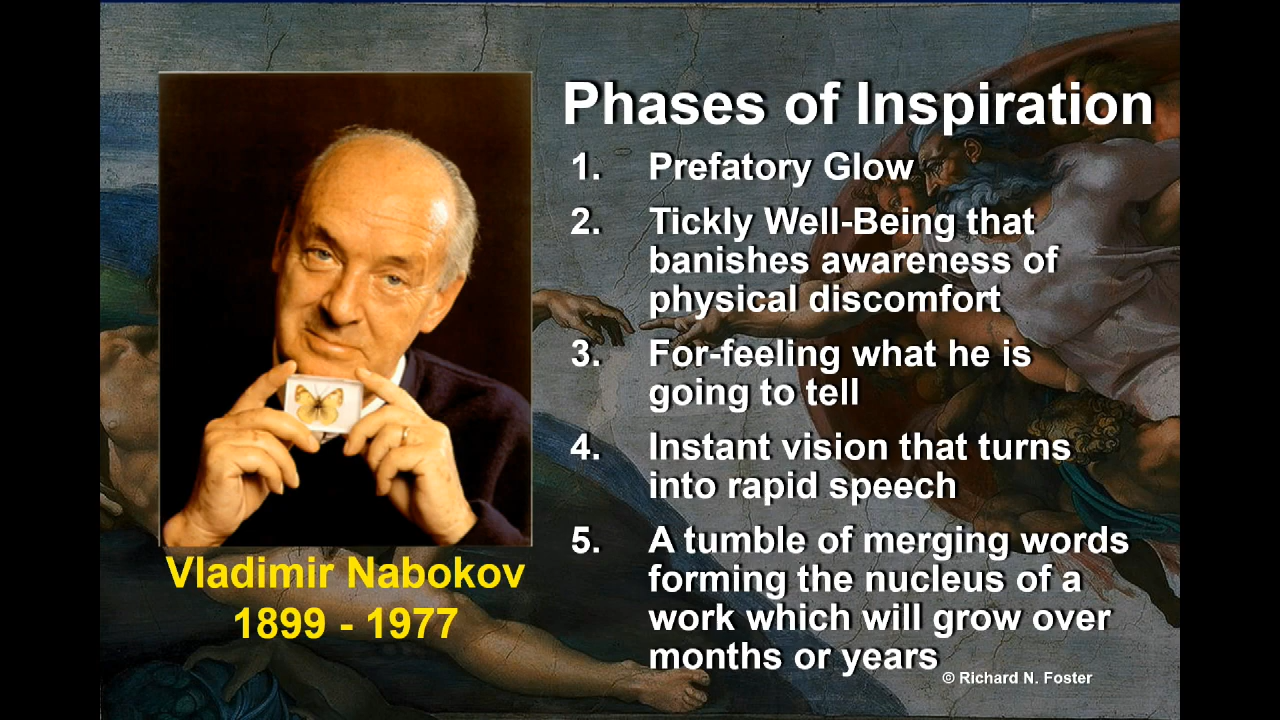 Phases of Inspiration
1. Prefatory Glow
2. Tickly Well-Being that
banishes awareness of
physical discomfort
3. For-feeling what he is
going to tell
4. Instant vision that turns
into rapid speech
5. A tumble of merging words
forming the nucleus of a
work which will grow over
months or years
© Richard N. Foster
Vladimir Nabokov
1899 - 1977